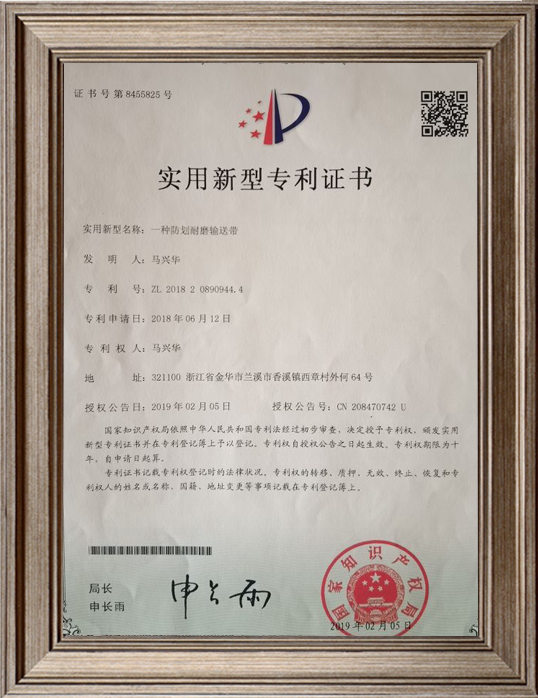 证书号第8455825号
实用新型专利证书
实用新型名称：一种防划耐磨输送带
发明人：马兴华
专利号：ZL 2018 2 0890944.4
专利申请日：2018年06月12日
专利权人：马兴华
地址：321100 浙江省金华市兰溪市香溪镇西章村外何64号
授权公告日：2019年02月05日 授权公告号：CN 208470742 U
国家知识产权局依照中华人民共和国专利法经过初步审查，决定授予专利权，颁发实用
新型专利证书并在专利登记簿上予以登记。专利权自授权公告之日起生效。专利权期限为十
年，自申请日起算。
专利证书记载专利权登记时的法律状况。专利权的转移、质押、无效、终止、恢复和专
利权人的姓名或名称、国籍、地址变更等事项记载在专利登记簿上。
局长
申长雨
申长雨
国家知识产权局
2019年02月05日